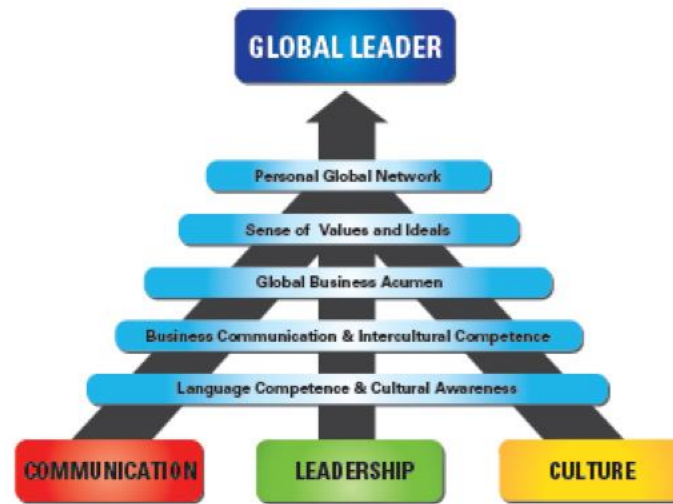 GLOBAL LEADER
Personal Global Network
Sense of Values and Ideals
Global Business Acumen
Business Communication & Intercultural Competence
Language Competence & Cultural Awareness
COMMUNICATION
LEADERSHIP
CULTURE